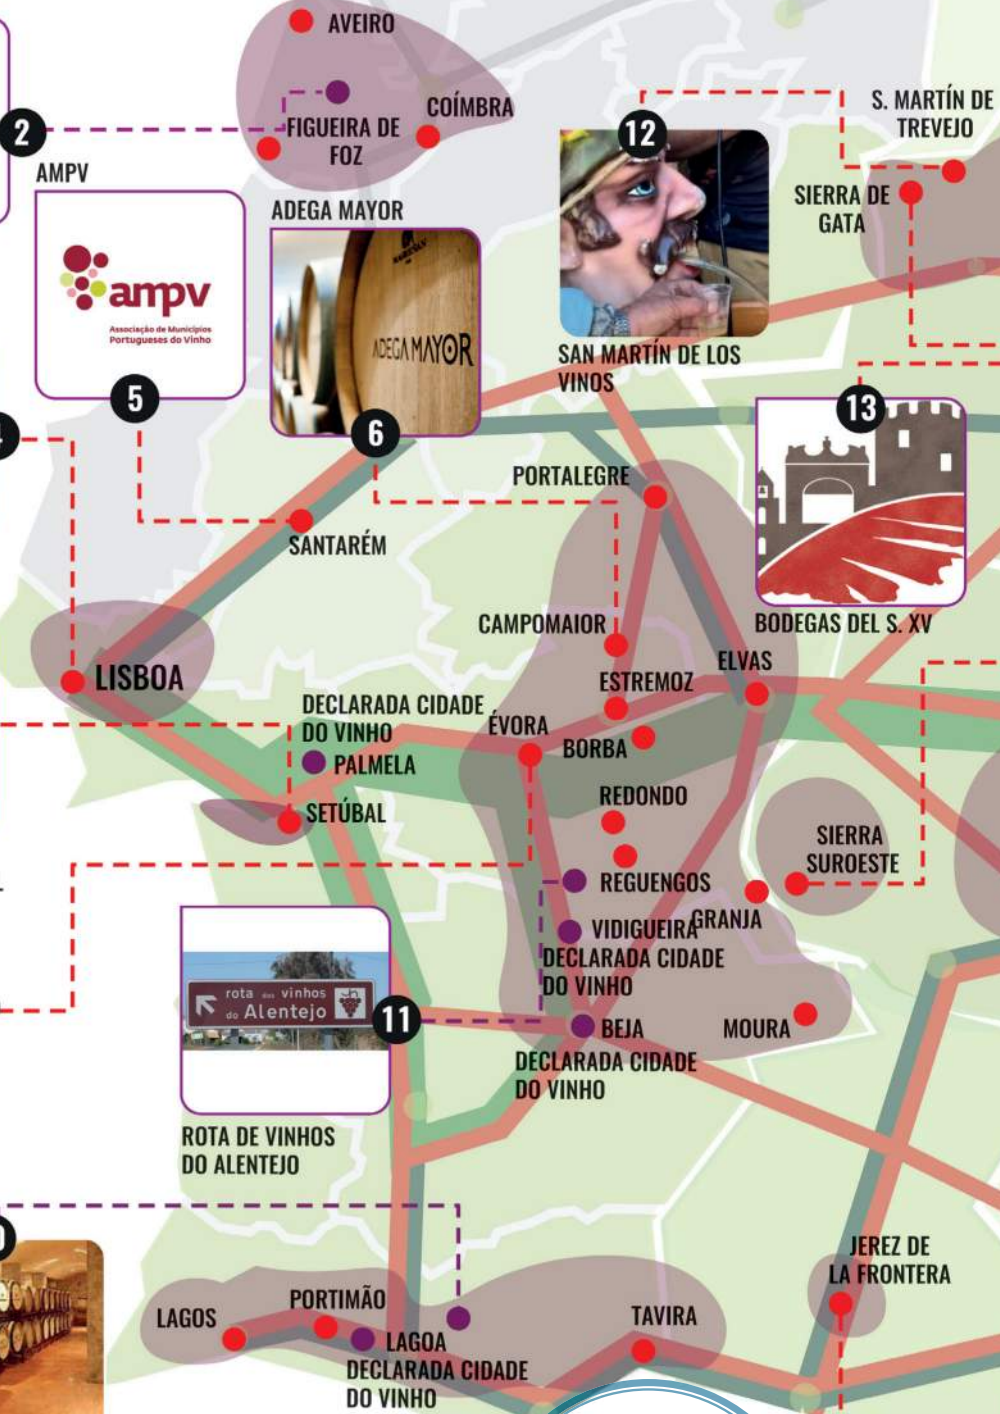 AVEIRO
2
FIGUEIRA DE
FOZ
COÍMBRA
12
S. MARTÍN DE
TREVEJO
SIERRA DE
GATA
AMPV
ampv
Associação de Municípios
Portugueses do Vinho
5
ADEGA MAYOR
ADEGA MAYOR
6
SAN MARTÍN DE LOS
VINOS
13
BODEGAS DEL S. XV
PORTALEGRE
SANTARÉM
CAMPOMAIOR
ELVAS
ESTREMOZ
LISBOA
DECLARADA CIDADE
DO VINHO
PALMELA
ÉVORA
BORBA
SETÚBAL
REDONDO
SIERRA
SUROESTE
REGUENGOS
GRANJA
VIDIGUEIRA
DECLARADA CIDADE
DO VINHO
rota dos vinhos
do Alentejo
11
BEJA
DECLARADA CIDADE
DO VINHO
MOURA
ROTA DE VINHOS
DO ALENTEJO
JEREZ DE
LA FRONTERA
LAGOS
PORTIMÃO
LAGOA
DECLARADA CIDADE
DO VINHO
TAVIRA